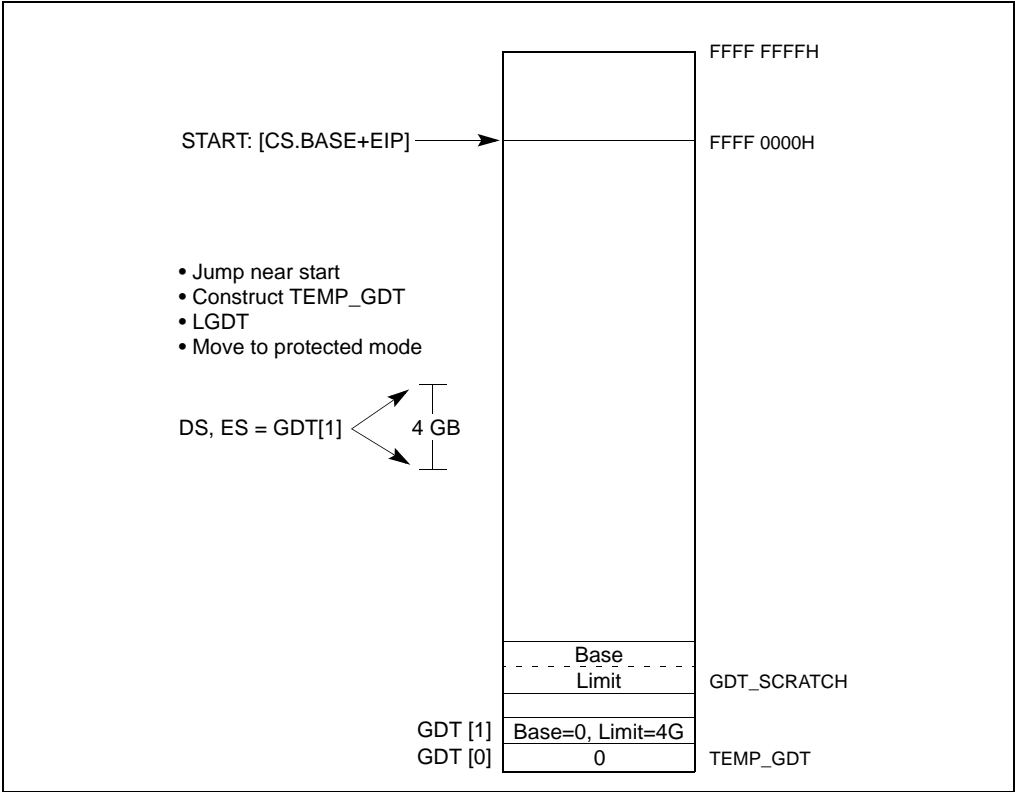 FFFF FFFFH
START: [CS.BASE+EIP]
FFFF 0000H
• Jump near start
• Construct TEMP_GDT
• LGDT
• Move to protected mode
DS, ES = GDT[1]
4 GB
Base
Limit
GDT_SCRATCH
GDT [1]
Base=0, Limit=4G
GDT [0]
0
TEMP_GDT